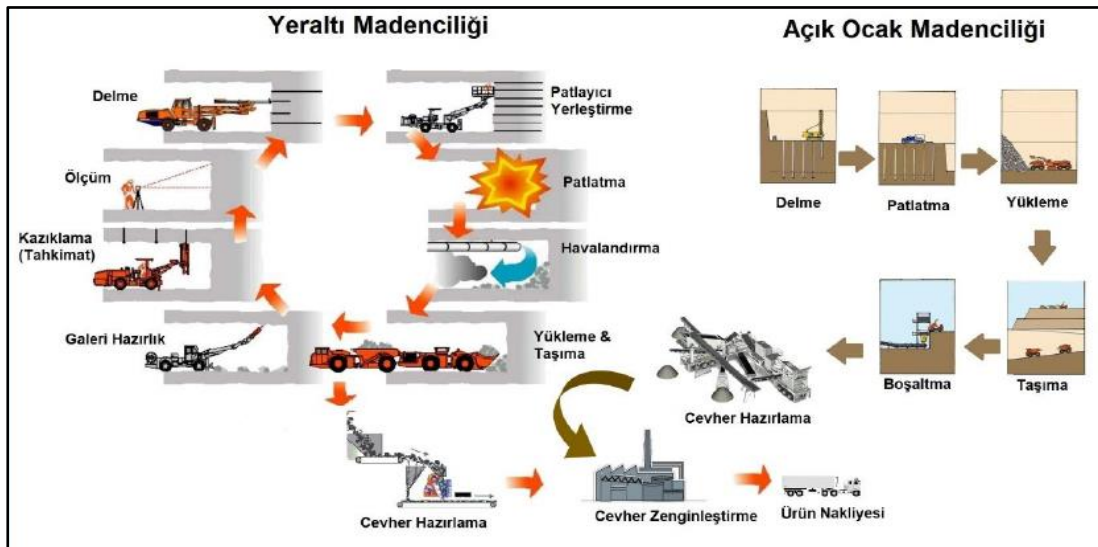 Yeraltı Madenciliği
Delme
Patlayıcı
Yerleştirme
Ölçüm
Patlatma
Kazıklama
(Tahkimat)
Havalandırma
Galeri Hazırlık
Yükleme &
Taşıma
Cevher Hazırlama
Açık Ocak Madenciliği
Delme
Patlatma
Yükleme
Boşaltma
Taşıma
Cevher Hazırlama
Cevher Zenginleştirme
Ürün Nakliyesi